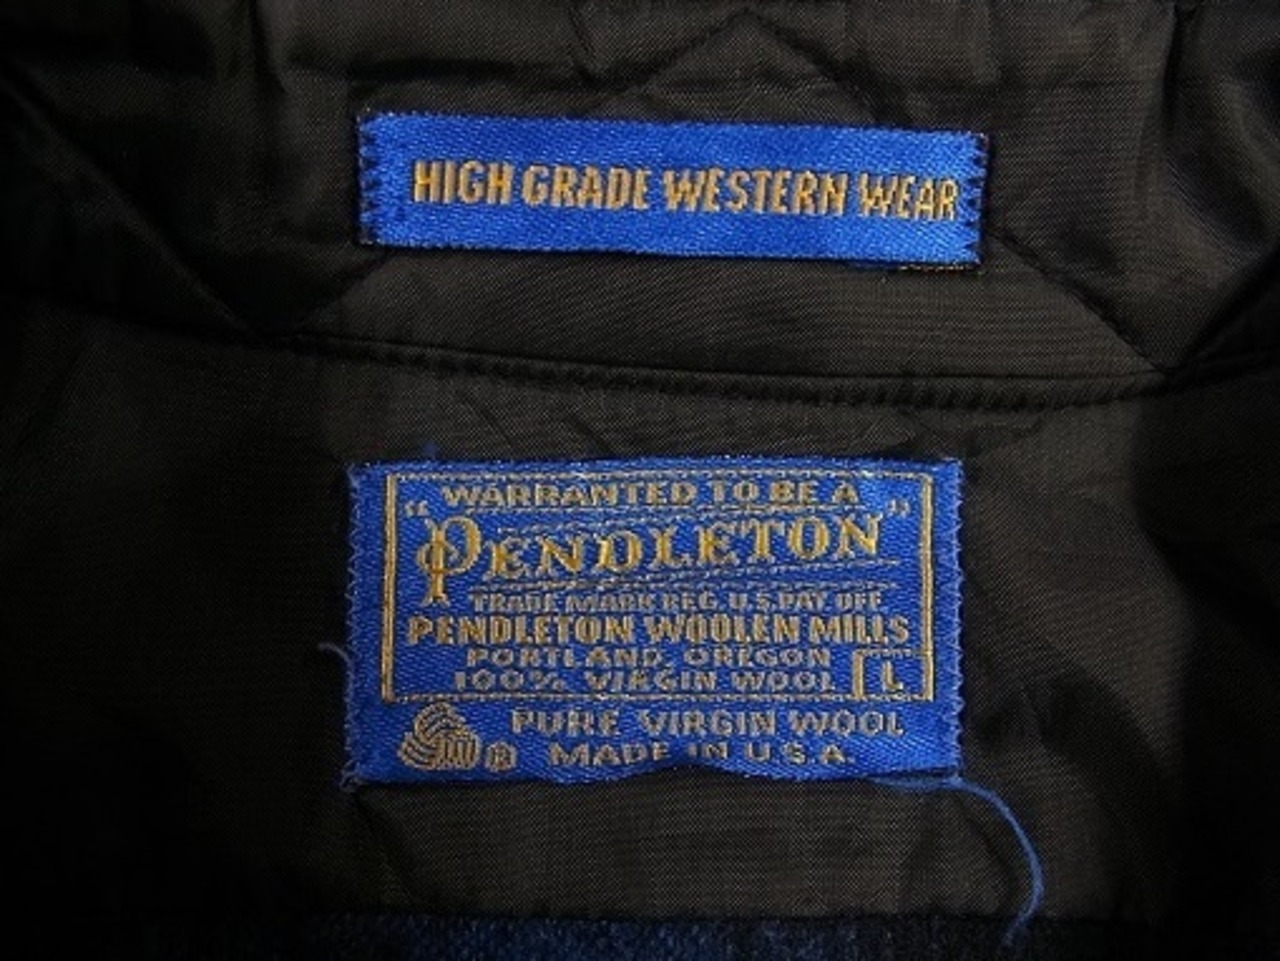 HIGH GRADE WESTERN WEAR
WARRANTED TO BE A
"PENDLETON"
TRADE MARK REG. U.S. PAT. OFF.
PENDLETON WOOLEN MILLS
PORTLAND, OREGON
100% VIRGIN WOOL L
PURE VIRGIN WOOL
R MADE IN U.S.A.